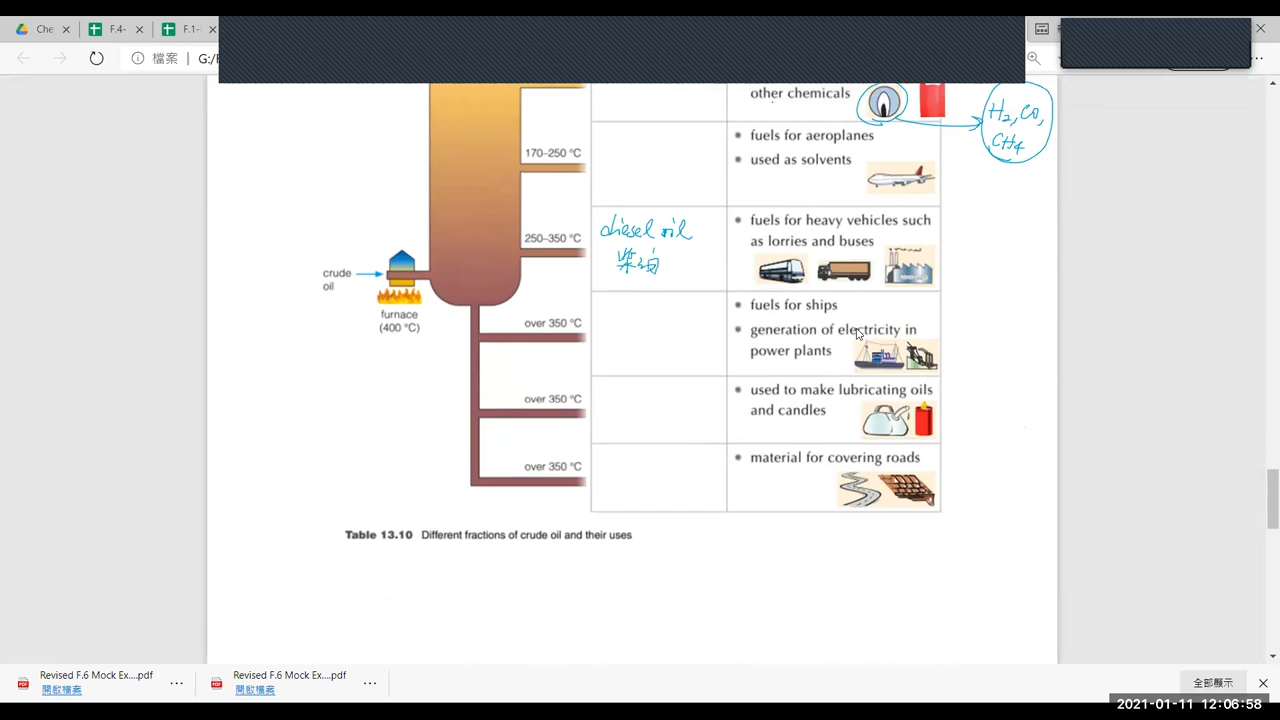 Che
F.4-
F.1-
檔案
G:/F
other chemicals
H₂, CO,
CH₄
170–250 °C
• fuels for aeroplanes
• used as solvents
250–350 °C
diesel oil
柴油
• fuels for heavy vehicles such
as lorries and buses
crude
oil
furnace
(400 °C)
over 350 °C
• fuels for ships
• generation of electricity in
power plants
over 350 °C
• used to make lubricating oils
and candles
over 350 °C
• material for covering roads
Table 13.10 Different fractions of crude oil and their uses
Revised F.6 Mock Ex....pdf
開啟檔案
Revised F.6 Mock Ex....pdf
開啟檔案
全部顯示
2021-01-11 12:06:58